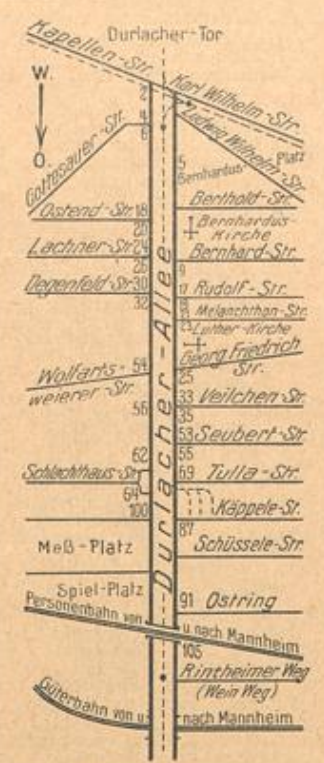 Durlacher-Tor
Kapellen-Str.
Karl Wilhelm-Str.
W.
O.
2
4
6
Ludwig Wilhelm-Str.
Gottesauer-Str.
5
Bernhardus
Platz
Berthold-Str.
Ostend-Str. 18
20
Bernhardus-
Kirche
Lachner-Str. 24
Bernhard-Str.
26
9
Degenfeld-Str. 30
17 Rudolf-Str.
32
Melanchthon-Str.
Luther-Kirche
Georg Friedrich
Str.
Wolfarts- 54
weierer-Str.
25
33 Veilchen-Str.
56
35
53 Seubert-Str.
62
55
Schlachthaus-Str.
69 Tulla-Str.
64
100
Käppele-St.
87
Meß-Platz
Schüssele-Str.
Durlacher-Allee
Spiel-Platz
91 Ostring
Personenbahn von u. nach Mannheim
105
Rintheimer Weg
(Wein Weg)
Güterbahn von u. nach Mannheim